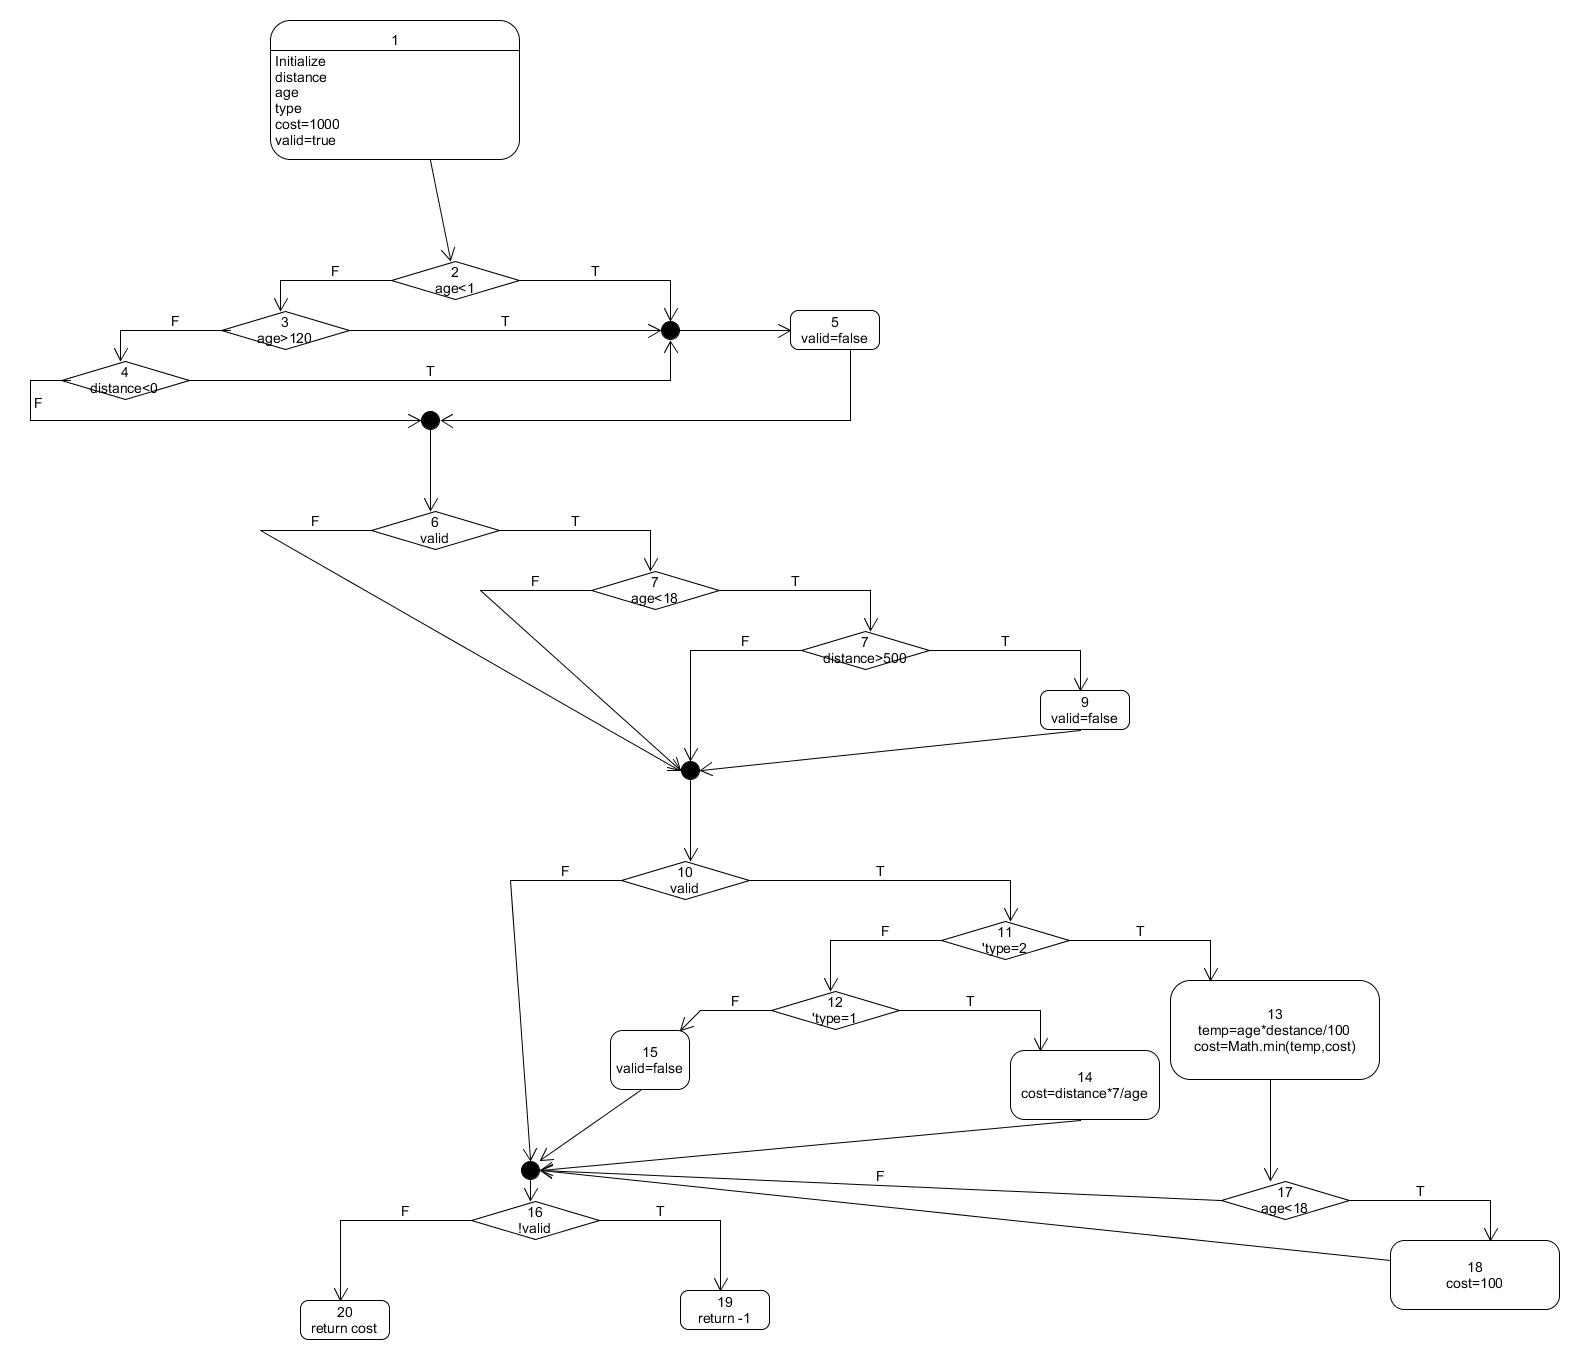 1
Initialize
distance
age
type
cost=1000
valid=true
F
2
age<1
T
F
3
age>120
T
5
valid=false
4
distance<0
T
F
F
6
valid
T
F
7
age<18
T
F
7
distance>500
T
9
valid=false
F
10
valid
T
F
11
'type=2
T
F
12
'type=1
T
13
temp=age*destance/100
cost=Math.min(temp,cost)
15
valid=false
14
cost=distance*7/age
F
17
age<18
T
F
16
!valid
T
18
cost=100
20
return cost
19
return -1